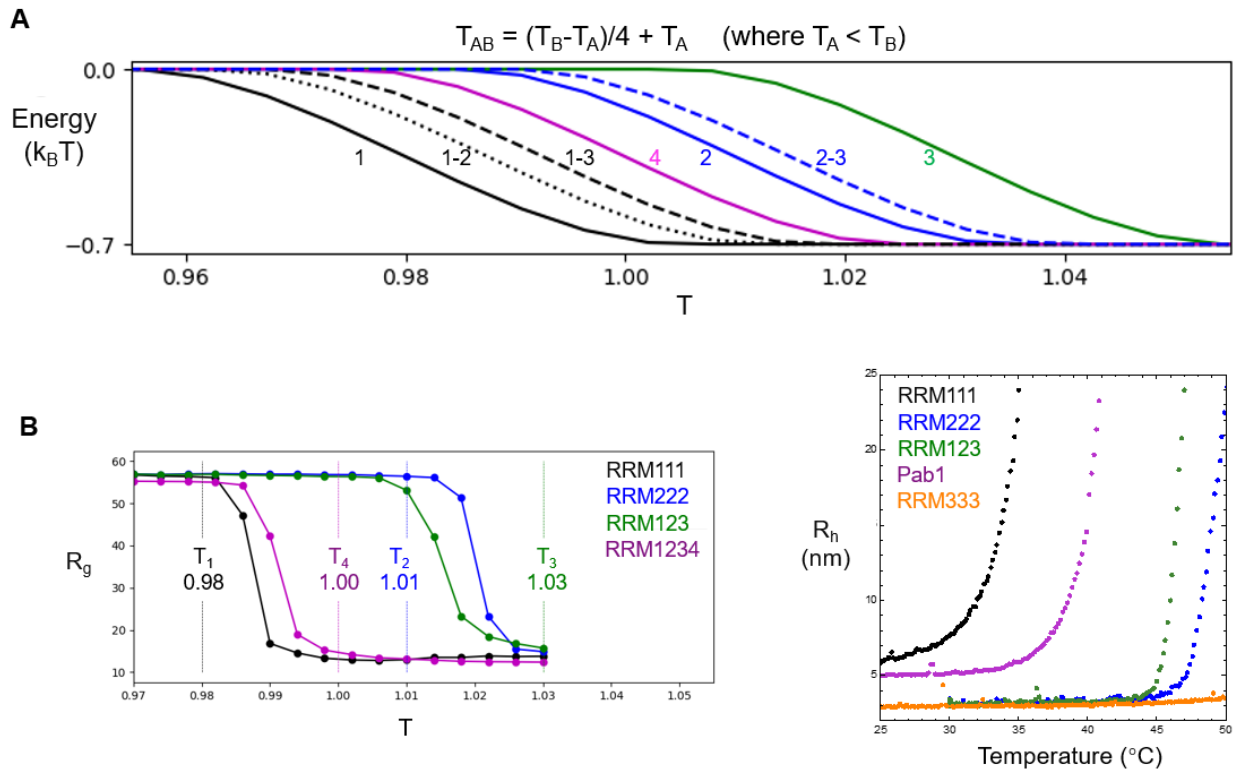 A
T_AB = (T_B-T_A)/4 + T_A (where T_A < T_B)
Energy
(k_BT)
0.0
−0.7
1
1-2
1-3
4
2
2-3
3
0.96
0.98
1.00
1.02
1.04
T
B
R_g
60
50
40
30
20
10
RRM111
RRM222
RRM123
RRM1234
T_1
0.98
T_4
1.00
T_2
1.01
T_3
1.03
0.97
0.98
0.99
1.00
1.01
1.02
1.03
1.04
1.05
T
R_h
(nm)
25
20
15
10
5
RRM111
RRM222
RRM123
Pab1
RRM333
25
30
35
40
45
50
Temperature (°C)